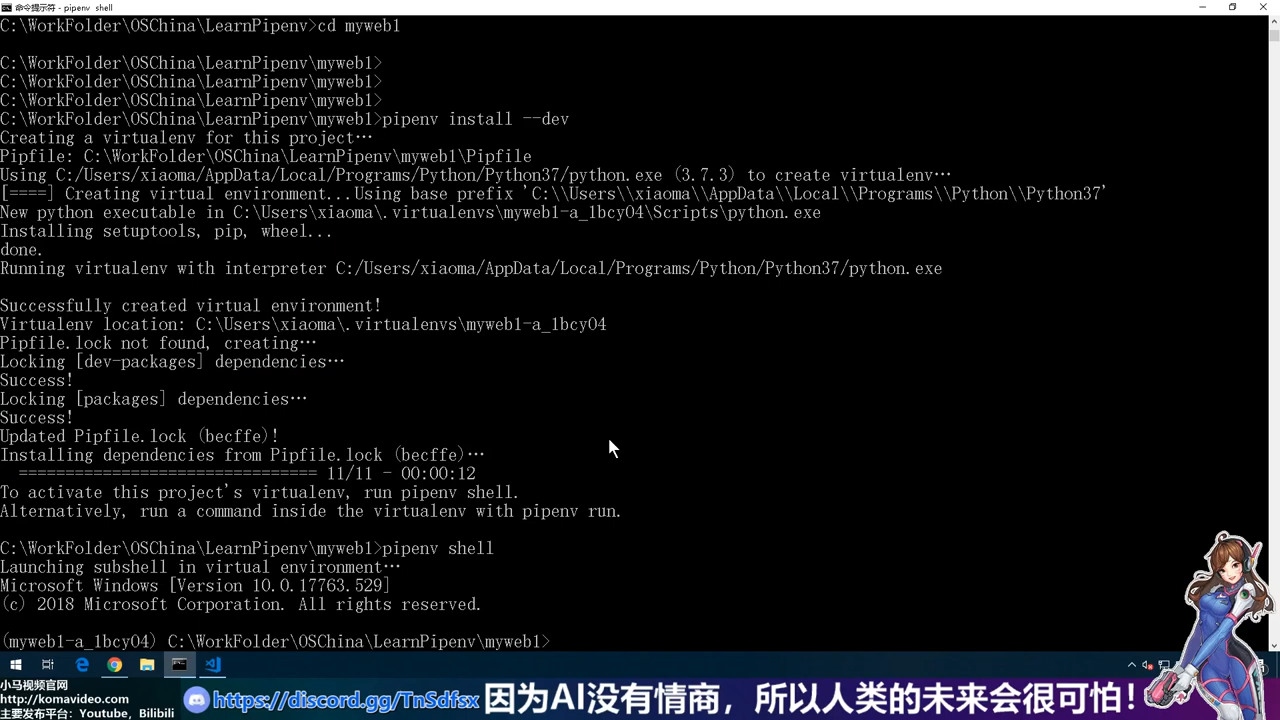 命令提示符 - pipenv shell
C:\WorkFolder\OSChina\LearnPipenv>cd myweb1
C:\WorkFolder\OSChina\LearnPipenv\myweb1>
C:\WorkFolder\OSChina\LearnPipenv\myweb1>
C:\WorkFolder\OSChina\LearnPipenv\myweb1>
C:\WorkFolder\OSChina\LearnPipenv\myweb1>pipenv install --dev
Creating a virtualenv for this project…
Pipfile: C:\WorkFolder\OSChina\LearnPipenv\myweb1\Pipfile
Using C:/Users/xiaoma/AppData/Local/Programs/Python/Python37/python.exe (3.7.3) to create virtualenv…
[====] Creating virtual environment...Using base prefix 'C:\\Users\\xiaoma\\AppData\\Local\\Programs\\Python\\Python37'
New python executable in C:\Users\xiaoma\.virtualenvs\myweb1-a_1bcyO4\Scripts\python.exe
Installing setuptools, pip, wheel...
done.
Running virtualenv with interpreter C:/Users/xiaoma/AppData/Local/Programs/Python/Python37/python.exe
Successfully created virtual environment!
Virtualenv location: C:\Users\xiaoma\.virtualenvs\myweb1-a_1bcyO4
Pipfile.lock not found, creating…
Locking [dev-packages] dependencies…
Success!
Locking [packages] dependencies…
Success!
Updated Pipfile.lock (becffe)!
Installing dependencies from Pipfile.lock (becffe)…
================================ 11/11 - 00:00:12
To activate this project's virtualenv, run pipenv shell.
Alternatively, run a command inside the virtualenv with pipenv run.
C:\WorkFolder\OSChina\LearnPipenv\myweb1>pipenv shell
Launching subshell in virtual environment…
Microsoft Windows [Version 10.0.17763.529]
(c) 2018 Microsoft Corporation. All rights reserved.
(myweb1-a_1bcyO4) C:\WorkFolder\OSChina\LearnPipenv\myweb1>
小马视频官网
http://komavideo.com
主要发布平台: Youtube, Bilibili
https://discord.gg/TnSdfsx 因为AI没有情商，所以人类的未来会很可怕！